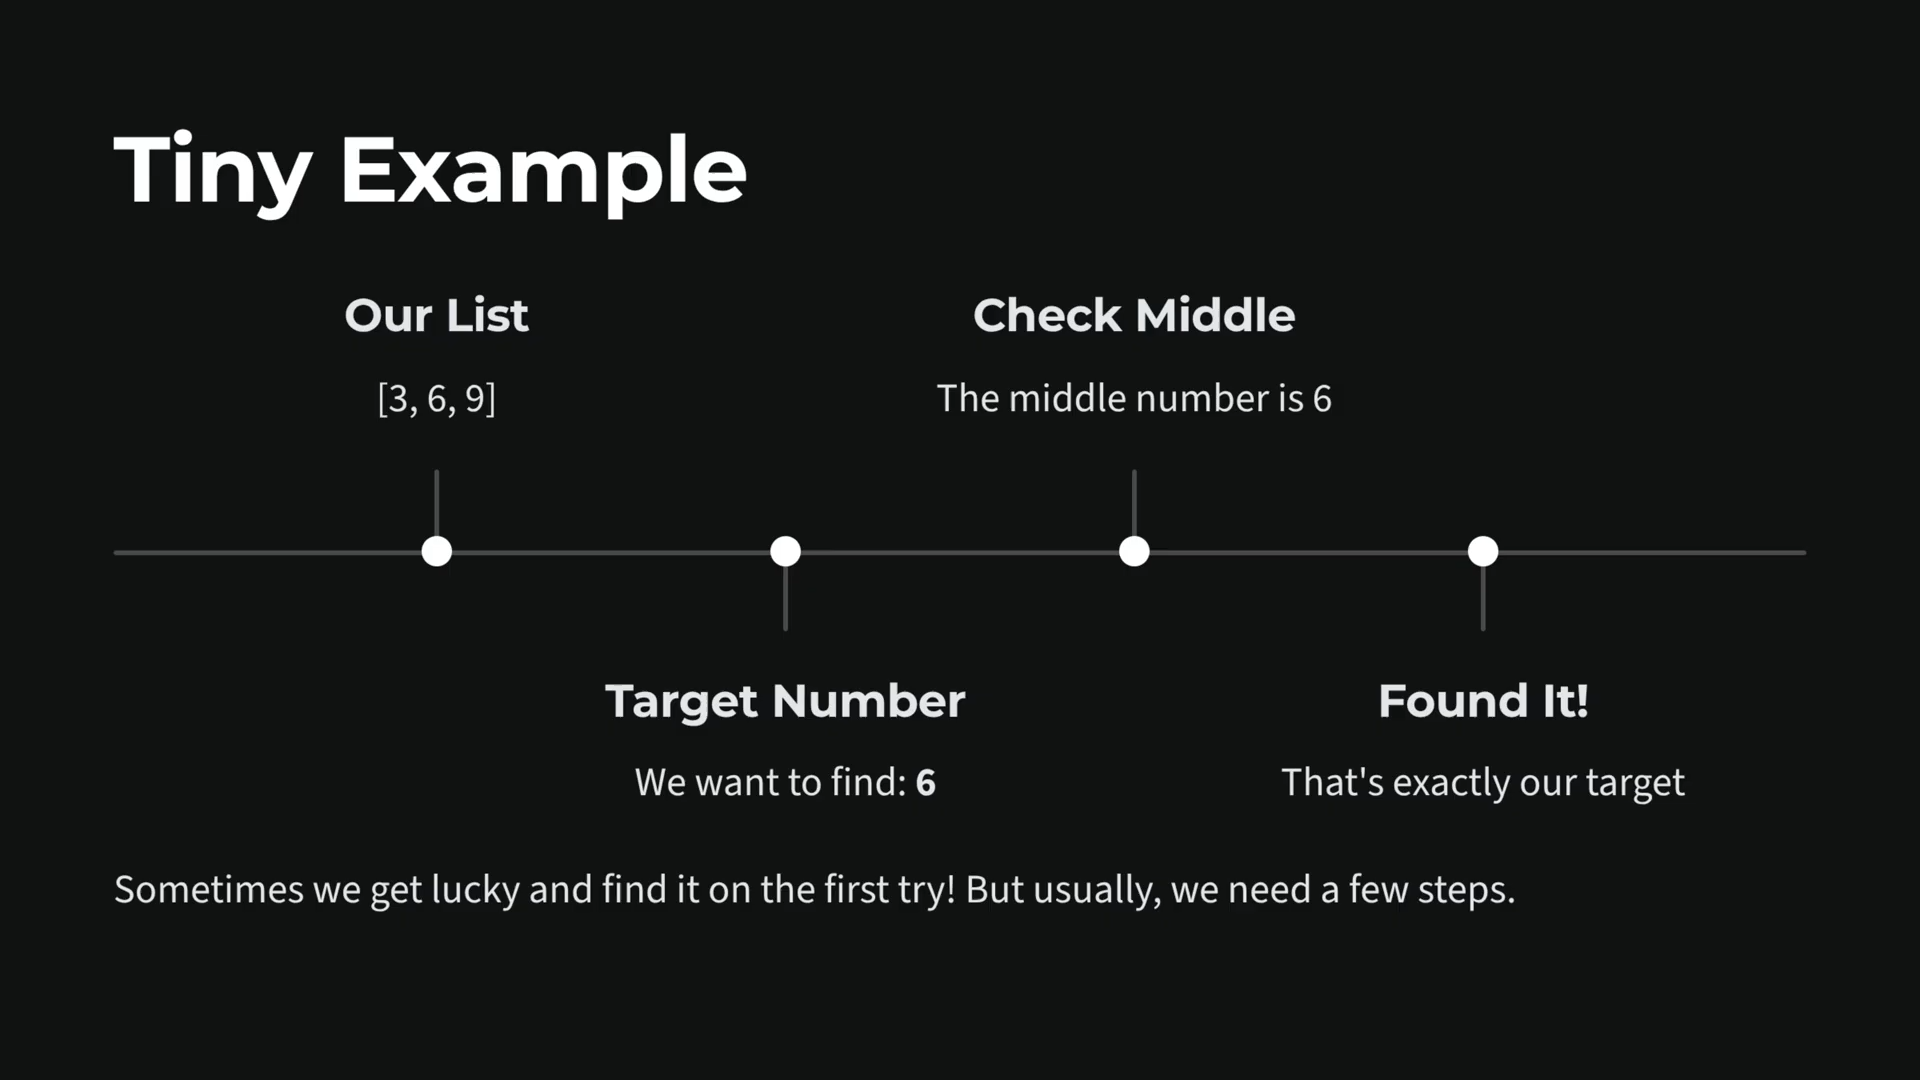 Tiny Example
Our List
[3, 6, 9]
Target Number
We want to find: 6
Check Middle
The middle number is 6
Found It!
That's exactly our target
Sometimes we get lucky and find it on the first try! But usually, we need a few steps.